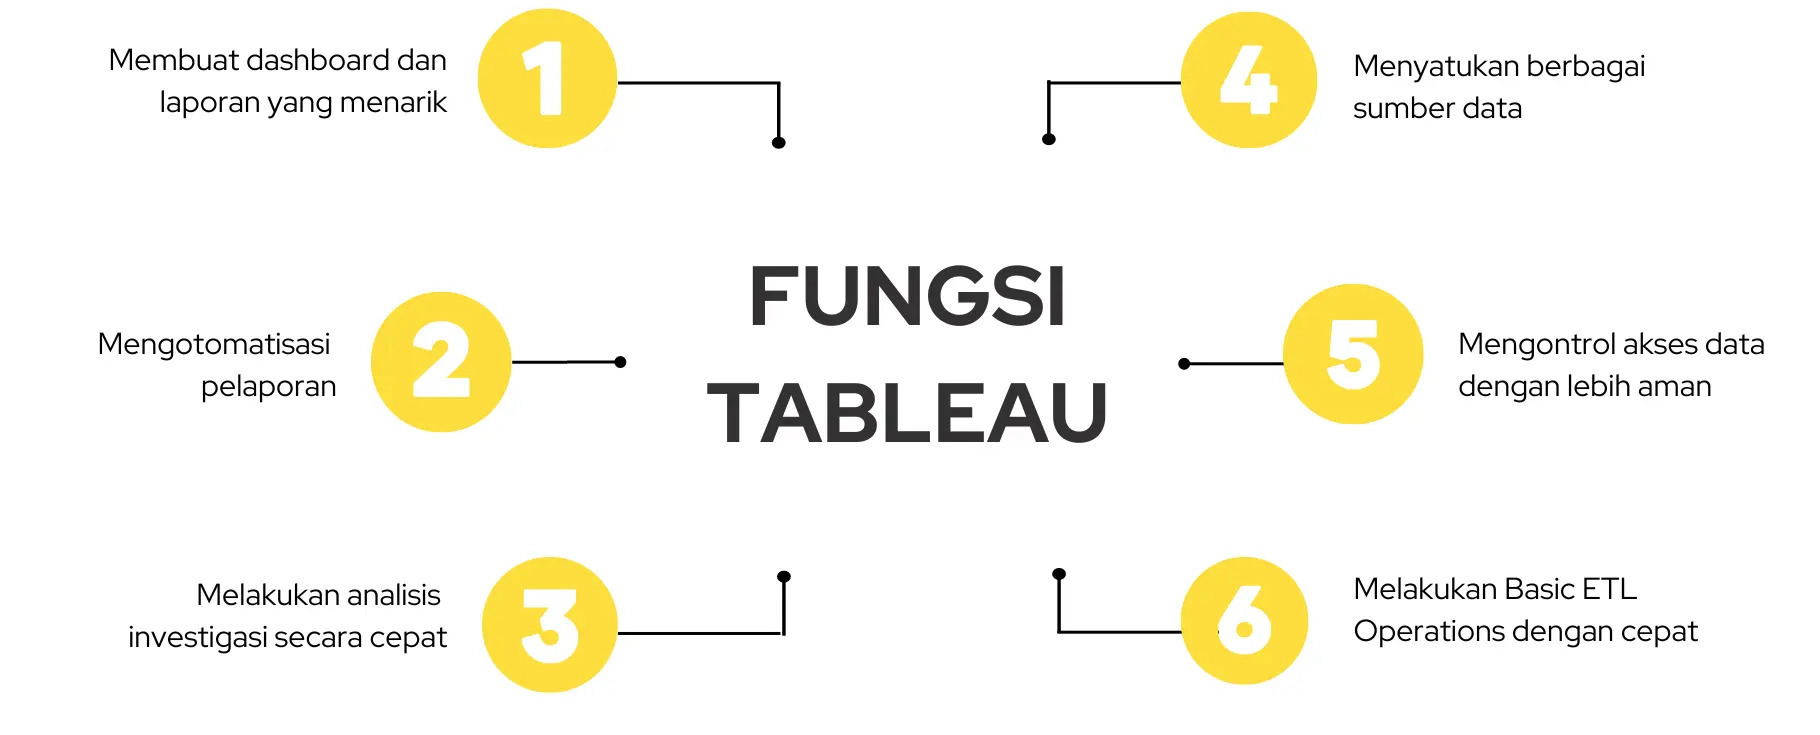 1
Membuat dashboard dan
laporan yang menarik
2
Mengotomatisasi
pelaporan
3
Melakukan analisis
investigasi secara cepat
FUNGSI
TABLEAU
4
Menyatukan berbagai
sumber data
5
Mengontrol akses data
dengan lebih aman
6
Melakukan Basic ETL
Operations dengan cepat